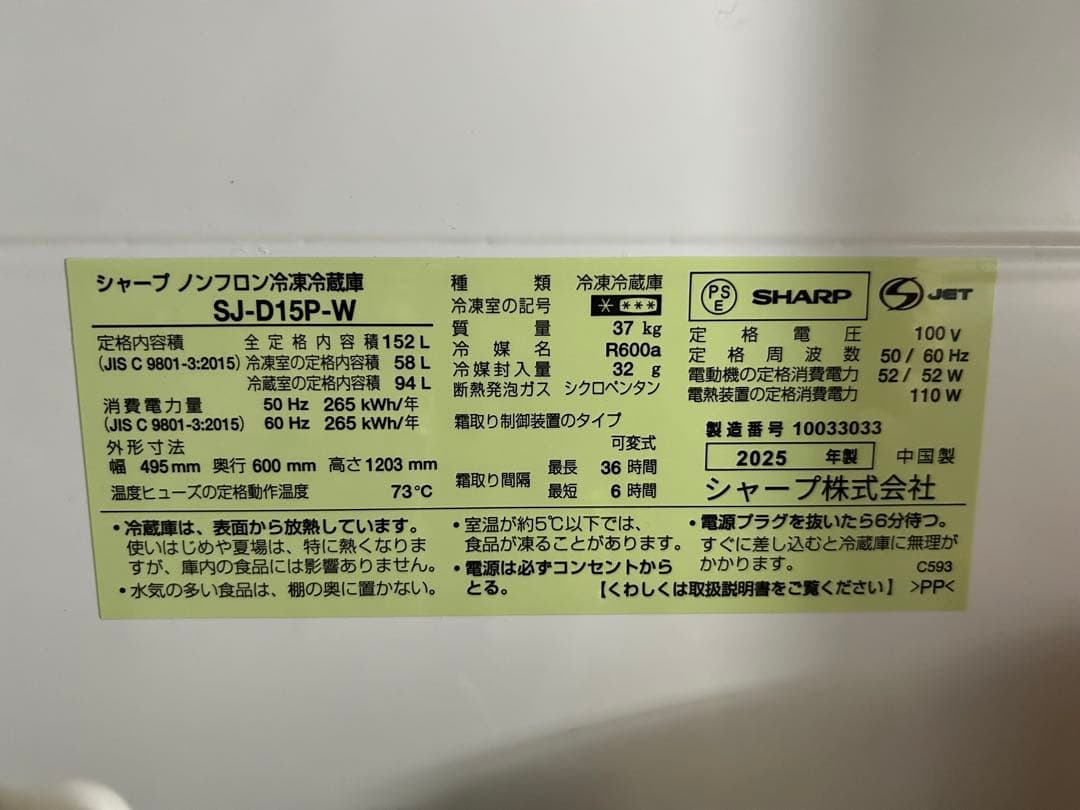 シャープ ノンフロン冷凍冷蔵庫
SJ-D15P-W
定格内容積 全定格内容積 152 L
(JIS C 9801-3:2015) 冷凍室の定格内容積 58 L
冷蔵室の定格内容積 94 L
消費電力量 50 Hz 265 kWh/年
(JIS C 9801-3:2015) 60 Hz 265 kWh/年
外形寸法
幅 495 mm 奥行 600 mm 高さ 1203 mm
温度ヒューズの定格動作温度 73℃
種類 冷凍冷蔵庫
冷凍室の記号 * ***
質量 37 kg
冷媒名 R600a
冷媒封入量 32 g
断熱発泡ガス シクロペンタン
霜取り制御装置のタイプ
可変式
霜取り間隔 最長 36 時間
最短 6 時間
PS E SHARP S JET
定格電圧 100 V
定格周波数 50 / 60 Hz
電動機の定格消費電力 52 / 52 W
電熱装置の定格消費電力 110 W
製造番号 10033033
2025 年製 中国製
シャープ株式会社
・冷蔵庫は、表面から放熱しています。
使いはじめや夏場は、特に熱くなりま
すが、庫内の食品には影響ありません。
・水気の多い食品は、棚の奥に置かない。
・室温が約5℃以下では、
食品が凍ることがあります。
・電源は必ずコンセントから
とる。
・電源プラグを抜いたら6分待つ。
すぐに差し込むと冷蔵庫に無理が
かかります。 C593
【くわしくは取扱説明書をご覧ください】 >PP<